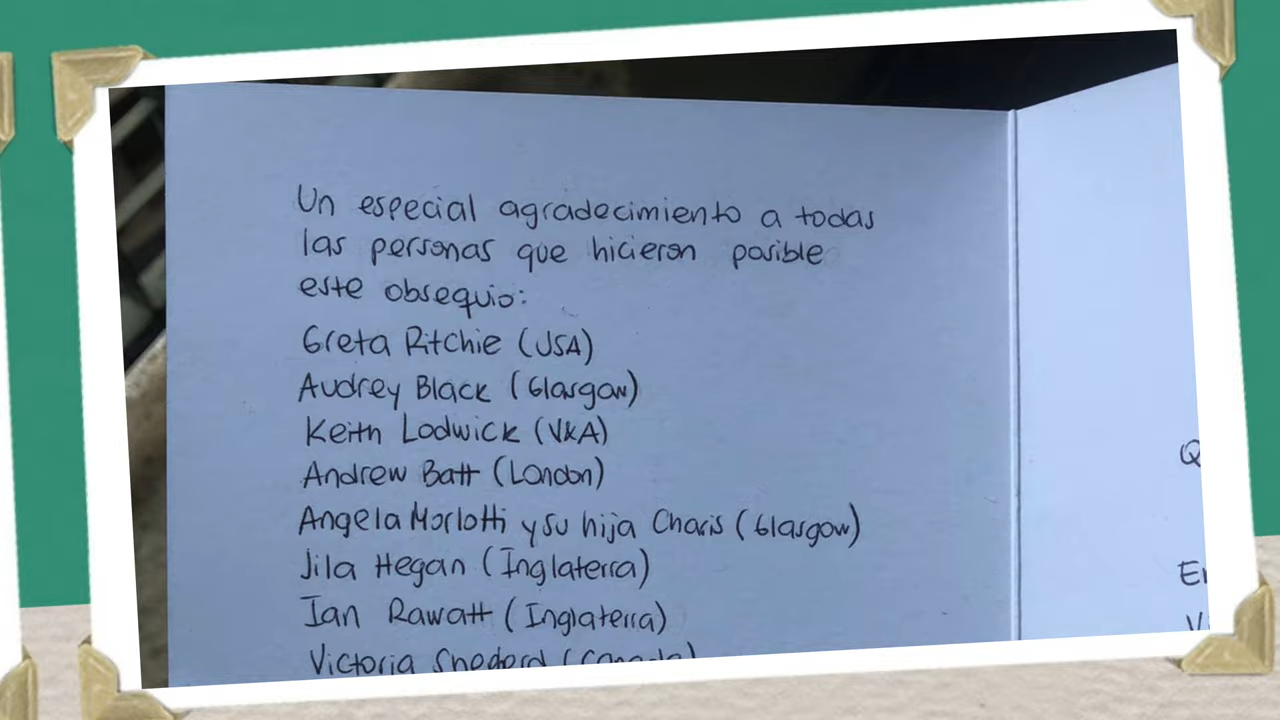 Un especial agradecimiento a todas
las personas que hicieron posible
este obsequio:
Greta Ritchie (USA)
Audrey Black (Glasgow)
Keith Lodwick (V&A)
Andrew Batt (London)
Angela Morlotti y su hija Charis (Glasgow)
Jila Hegan (Inglaterra)
Ian Rawatt (Inglaterra)
Victoria